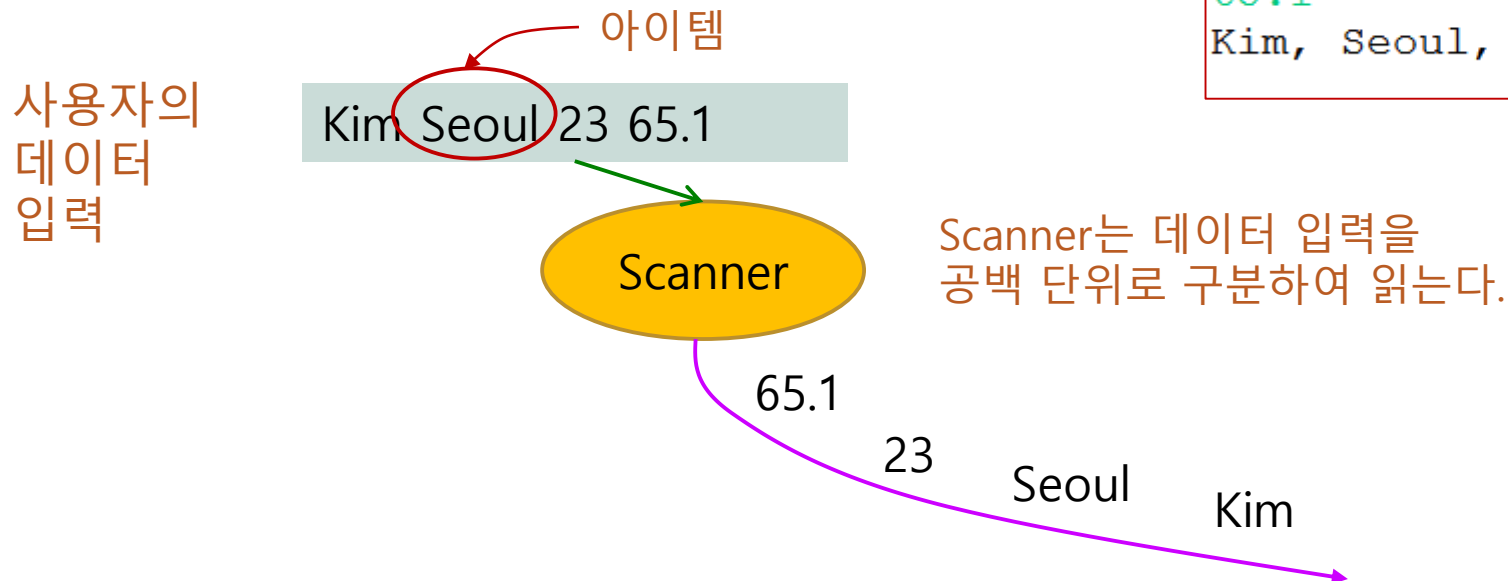 아이템
Kim, Seoul,
사용자의
데이터
입력
Kim Seoul 23 65.1
Scanner
Scanner는 데이터 입력을
공백 단위로 구분하여 읽는다.
65.1
23
Seoul
Kim